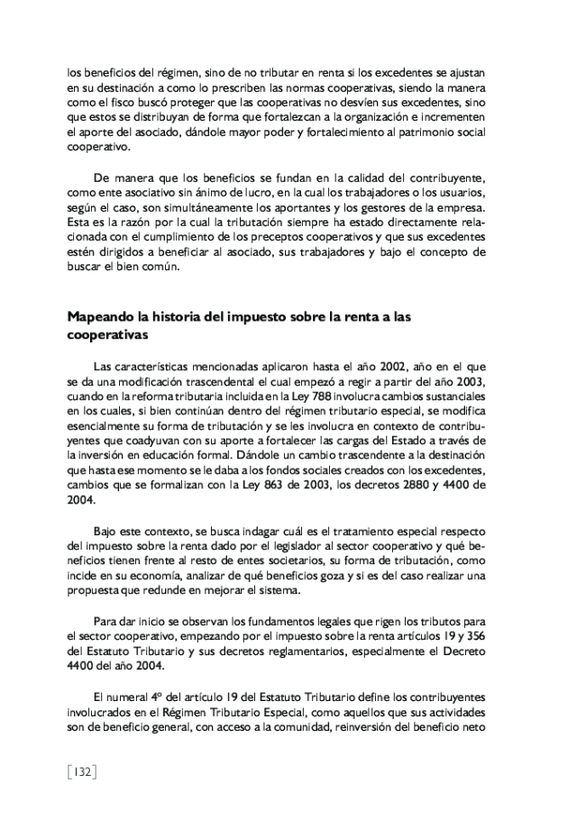 los beneficios del régimen, sino de no tributar en renta si los excedentes se ajustan
en su destinación a como lo prescriben las normas cooperativas, siendo la manera
como el fisco buscó proteger que las cooperativas no desvíen sus excedentes, sino
que estos se distribuyan de forma que fortalezcan a la organización e incrementen
el aporte del asociado, dándole mayor poder y fortalecimiento al patrimonio social
cooperativo.
De manera que los beneficios se fundan en la calidad del contribuyente,
como ente asociativo sin ánimo de lucro, en la cual los trabajadores o los usuarios,
según el caso, son simultáneamente los aportantes y los gestores de la empresa.
Esta es la razón por la cual la tributación siempre ha estado directamente rela-
cionada con el cumplimiento de los preceptos cooperativos y que sus excedentes
estén dirigidos a beneficiar al asociado, sus trabajadores y bajo el concepto de
buscar el bien común.
Mapeando la historia del impuesto sobre la renta a las
cooperativas
Las características mencionadas aplicaron hasta el año 2002, año en el que
se da una modificación trascendental el cual empezó a regir a partir del año 2003,
cuando en la reforma tributaria incluida en la Ley 788 involucra cambios sustanciales
en los cuales, si bien continúan dentro del régimen tributario especial, se modifica
esencialmente su forma de tributación y se les involucra en contexto de contribu-
yentes que coadyuvan con su aporte a fortalecer las cargas del Estado a través de
la inversión en educación formal. Dándole un cambio trascendente a la destinación
que hasta ese momento se le daba a los fondos sociales creados con los excedentes,
cambios que se formalizan con la Ley 863 de 2003, los decretos 2880 y 4400 de
2004.
Bajo este contexto, se busca indagar cuál es el tratamiento especial respecto
del impuesto sobre la renta dado por el legislador al sector cooperativo y qué be-
neficios tienen frente al resto de entes societarios, su forma de tributación, como
incide en su economía, analizar de qué beneficios goza y si es del caso realizar una
propuesta que redunde en mejorar el sistema.
Para dar inicio se observan los fundamentos legales que rigen los tributos para
el sector cooperativo, empezando por el impuesto sobre la renta artículos 19 y 356
del Estatuto Tributario y sus decretos reglamentarios, especialmente el Decreto
4400 del año 2004.
El numeral 4º del artículo 19 del Estatuto Tributario define los contribuyentes
involucrados en el Régimen Tributario Especial, como aquellos que sus actividades
son de beneficio general, con acceso a la comunidad, reinversión del beneficio neto
[132]